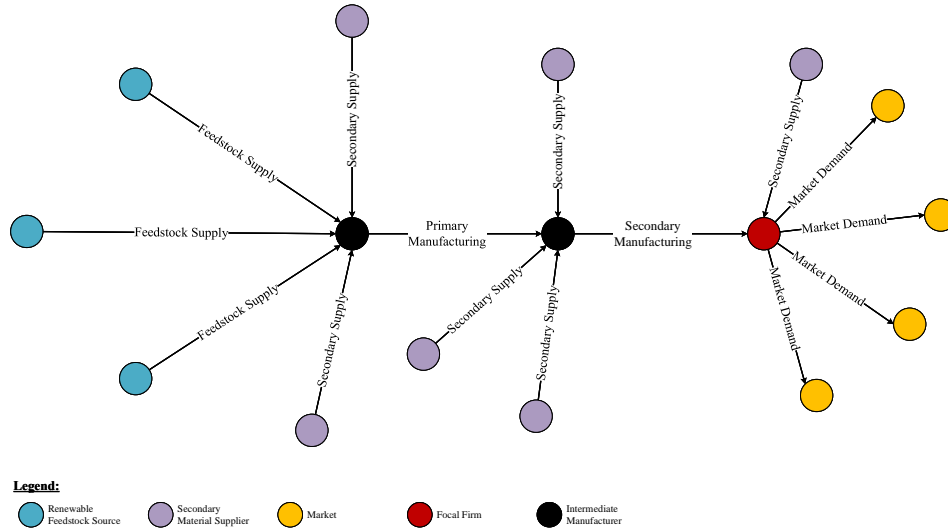 Secondary Supply
Feedstock Supply
Secondary Supply
Secondary Supply
Market Demand
Feedstock Supply
Primary
Manufacturing
Secondary
Manufacturing
Market Demand
Feedstock Supply
Secondary Supply
Secondary Supply
Secondary Supply
Market Demand
Market Demand
Legend:
Renewable
Feedstock Source
Secondary
Material Supplier
Market
Focal Firm
Intermediate
Manufacturer